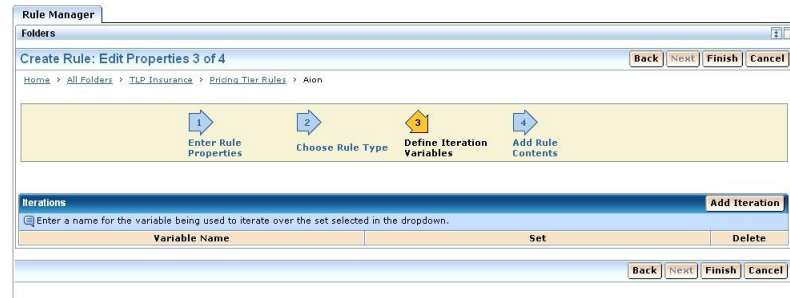 Rule Manager
Folders
Create Rule: Edit Properties 3 of 4
Back Next Finish Cancel
Home > All Folders > TLP Insurance > Pricing Tier Rules > Aion
1 2 3 4
Enter Rule Properties
Choose Rule Type
Define Iteration Variables
Add Rule Contents
Iterations
Add Iteration
Enter a name for the variable being used to iterate over the set selected in the dropdown.
Variable Name Set Delete
Back Next Finish Cancel